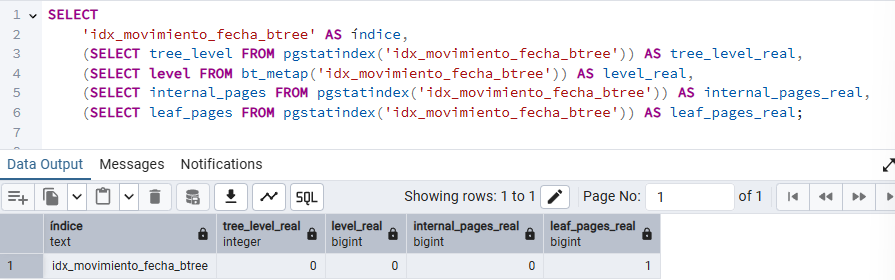 1 SELECT
2 'idx_movimiento_fecha_btree' AS índice,
3 (SELECT tree_level FROM pgstatindex('idx_movimiento_fecha_btree')) AS tree_level_real,
4 (SELECT level FROM bt_metap('idx_movimiento_fecha_btree')) AS level_real,
5 (SELECT internal_pages FROM pgstatindex('idx_movimiento_fecha_btree')) AS internal_pages_real,
6 (SELECT leaf_pages FROM pgstatindex('idx_movimiento_fecha_btree')) AS leaf_pages_real;
7
Data Output Messages Notifications
SQL Showing rows: 1 to 1 Page No: 1 of 1
índice tree_level_real level_real internal_pages_real leaf_pages_real
text integer bigint bigint bigint
1 idx_movimiento_fecha_btree 0 0 0 1